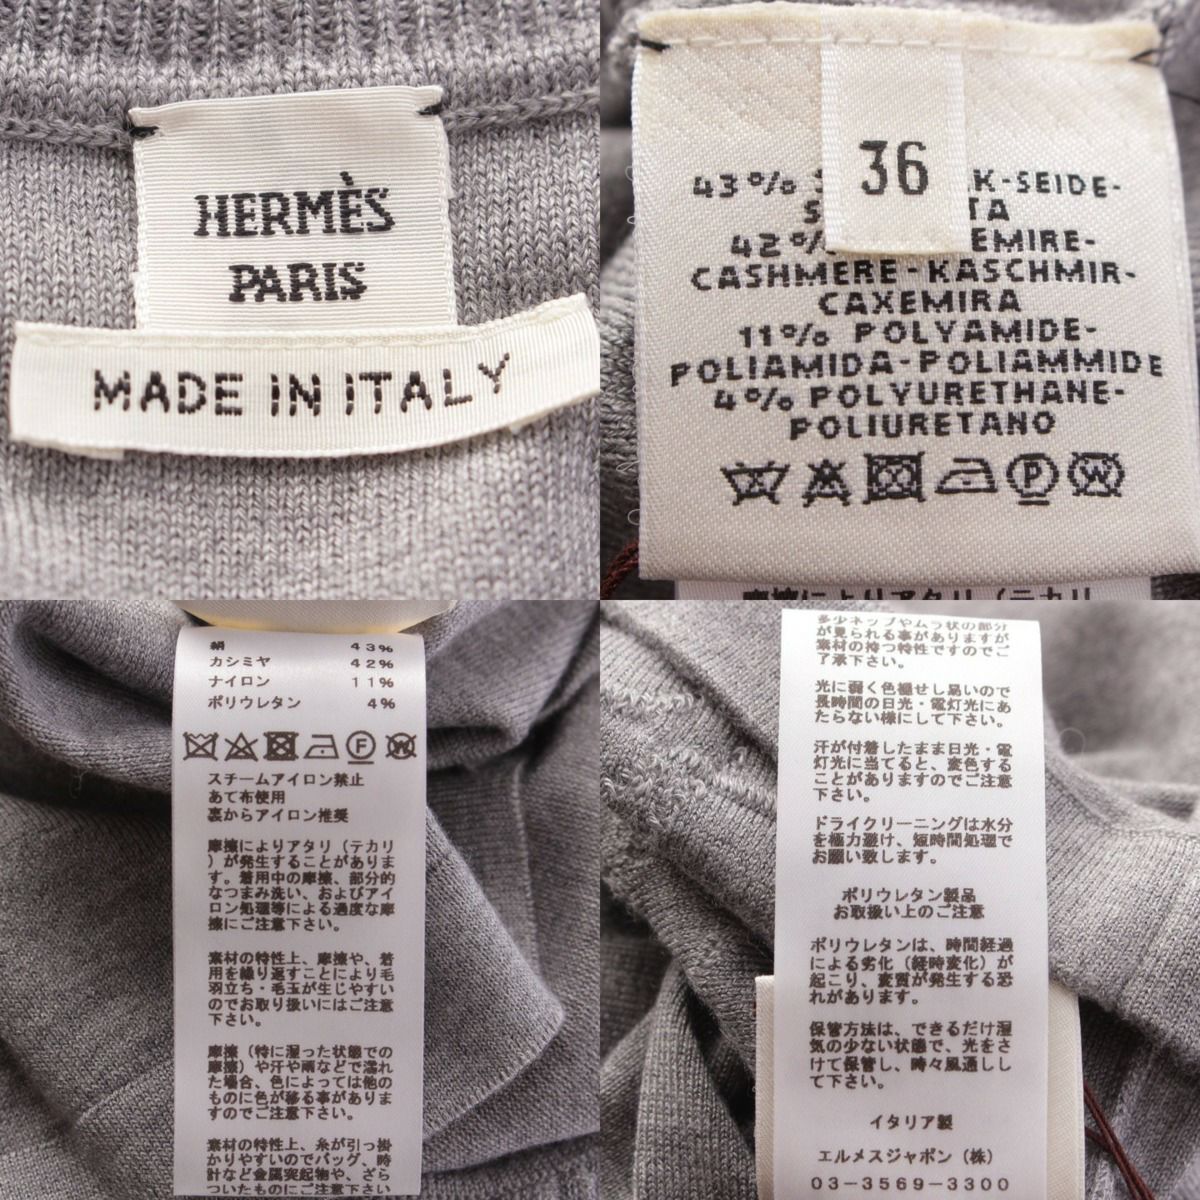 HERMÈS
PARIS
MADE IN ITALY
36
43% K-SEIDE-
TA
42% EMIRE-
CASHMERE-KASCHMIR-
CAXEMIRA
11% POLYAMIDE-
POLIAMIDA-POLIAMMIDE
4% POLYURETHANE-
POLIURETANO
P W
摩擦によりアタリ(テカリ
絹 43%
カシミヤ 42%
ナイロン 11%
ポリウレタン 4%
F W
スチームアイロン禁止
あて布使用
裏からアイロン推奨
摩擦によりアタリ(テカリ
)が発生することがありま
す。着用中の摩擦、部分的
なつまみ洗い、およびアイ
ロン処理等による過度な摩
擦にご注意下さい。
素材の特性上、摩擦や、着
用を繰り返すことにより毛
羽立ち・毛玉が生じやすい
のでお取り扱いにはご注意
下さい。
摩擦(特に湿った状態での
摩擦)や汗や雨などで濡れ
た場合、色によっては他の
ものに色が移る事がありま
すのでご注意下さい。
素材の特性上、糸が引っ掛
かりやすいのでバッグ、時
計など金属突起物や、ざら
ついたものにご注意下さい
多少ネップやムラ状の部分
が見られる事がありますが
素材の持つ特性ですのでご
了承下さい。
光に弱く色褪せし易いので
長時間の日光・電灯光にあ
たらない様にして下さい。
汗が付着したまま日光・電
灯光に当てると、変色する
ことがありますのでご注意
下さい。
ドライクリーニングは水分
を極力避け、短時間処理で
お願い致します。
ポリウレタン製品
お取扱い上のご注意
ポリウレタンは、時間経過
による劣化(経時変化)が
起こり、変質が発生する恐
れがあります。
保管方法は、できるだけ湿
気の少ない状態で、光をさ
けて保管し、時々風通しし
て下さい。
イタリア製
エルメスジャポン(株)
03-3569-3300